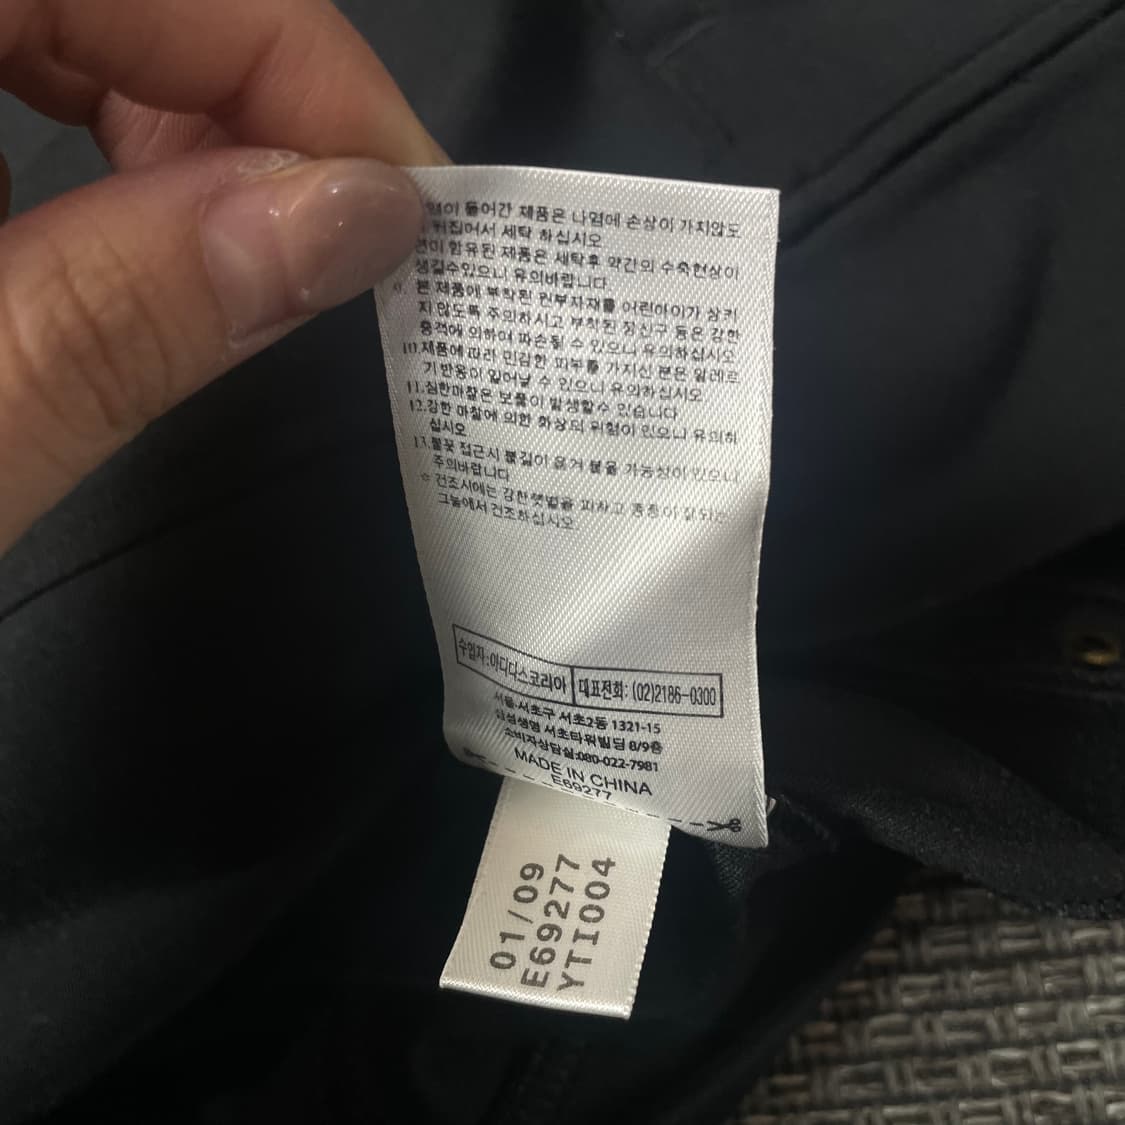 이 들어간 제품은 나염에 손상이 가지않도
뒤집어서 세탁 하십시오
이 함유된 제품은 세탁후 약간의 수축현상이
생길수있으니 유의바랍니다
본 제품에 부착된 원부자재를 어린아이가 삼키
지 않도록 주의하시고 부착된 장신구 등은 강한
충격에 의하여 파손될 수 있으니 유의하십시오
10.제품에 따라 민감한 피부를 가지신 분은 알레르
기 반응이 일어날 수 있으니 유의하십시오
11.심한마찰은 보풀이 발생할수 있습니다
12.강한 마찰에 의한 화상의 위험이 있으니 유의하
십시오
13.불꽃 접근시 불길이 옮겨 붙을 가능성이 있으니
주의바랍니다
☆ 건조시에는 강한햇볕을 피하고 통풍이 잘되는
그늘에서 건조하십시오
수입자:아디다스코리아 대표전화: (02)2186-0300
서울.서초구 서초2동 1321-15
삼성생명 서초타워빌딩 8/9층
소비자상담실:080-022-7981
MADE IN CHINA
E69277
01/09
E69277
YTI004